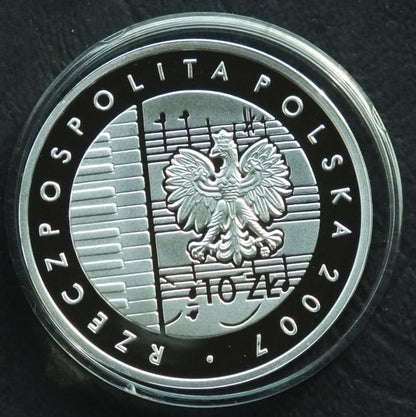 RZECZPOSPOLITA POLSKA 2007
10 ZŁ